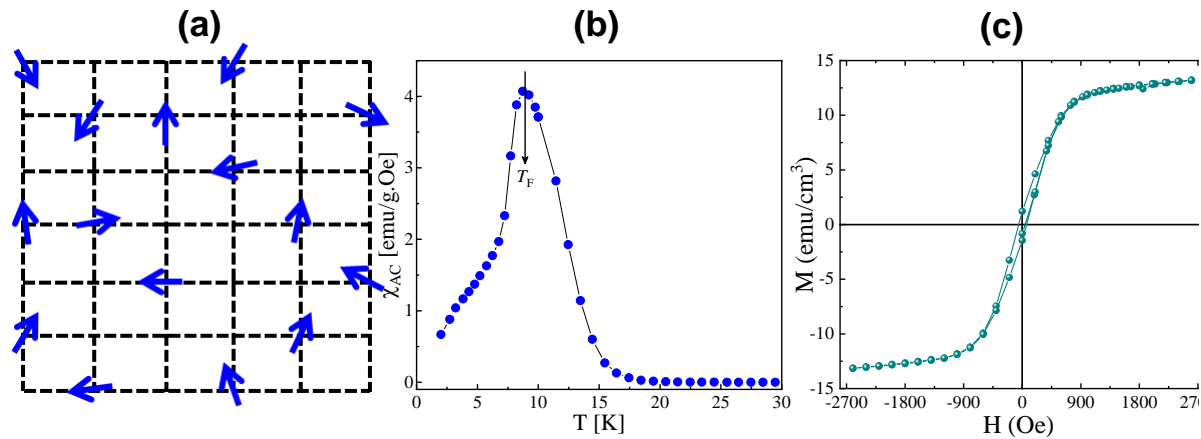 (a)
(b)
(c)
χAC [emu/g.Oe]
4
3
2
1
0
TF
0 5 10 15 20 25 30
T [K]
M (emu/cm3)
15
10
5
0
-5
-10
-15
-2700 -1800 -900 0 900 1800 270
H (Oe)